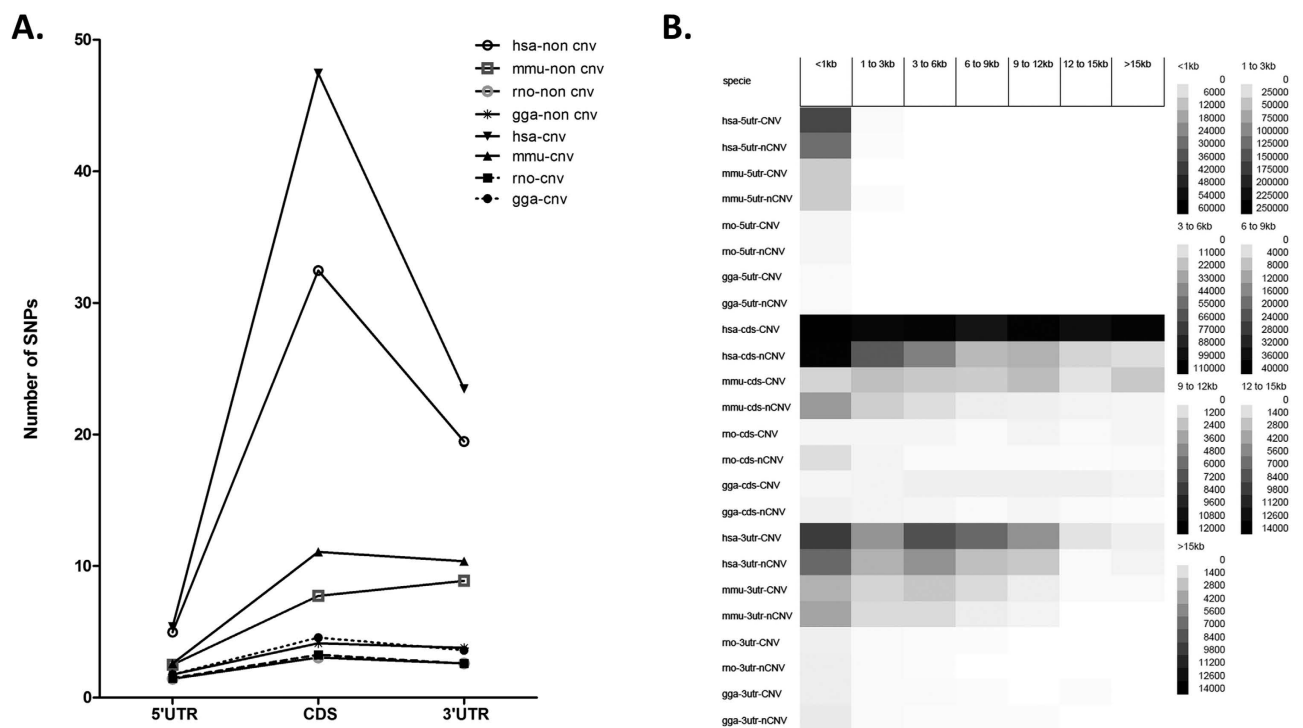 A.
50
40
30
20
10
0
Number of SNPs
5'UTR CDS 3'UTR
hsa-non cnv
mmu-non cnv
rno-non cnv
gga-non cnv
hsa-cnv
mmu-cnv
rno-cnv
gga-cnv
B.
specie <1kb 1 to 3kb 3 to 6kb 6 to 9kb 9 to 12kb 12 to 15kb >15kb
hsa-5utr-CNV
hsa-5utr-nCNV
mmu-5utr-CNV
mmu-5utr-nCNV
rno-5utr-CNV
rno-5utr-nCNV
gga-5utr-CNV
gga-5utr-nCNV
hsa-cds-CNV
hsa-cds-nCNV
mmu-cds-CNV
mmu-cds-nCNV
rno-cds-CNV
rno-cds-nCNV
gga-cds-CNV
gga-cds-nCNV
hsa-3utr-CNV
hsa-3utr-nCNV
mmu-3utr-CNV
mmu-3utr-nCNV
rno-3utr-CNV
rno-3utr-nCNV
gga-3utr-CNV
gga-3utr-nCNV
<1kb
0
6000
12000
18000
24000
30000
36000
42000
48000
54000
60000
1 to 3kb
0
25000
50000
75000
100000
125000
150000
175000
200000
225000
250000
3 to 6kb
0
11000
22000
33000
44000
55000
66000
77000
88000
99000
110000
6 to 9kb
0
4000
8000
12000
16000
20000
24000
28000
32000
36000
40000
9 to 12kb
0
1200
2400
3600
4800
6000
7200
8400
9600
10800
12000
12 to 15kb
0
1400
2800
4200
5600
7000
8400
9800
11200
12600
14000
>15kb
0
1400
2800
4200
5600
7000
8400
9800
11200
12600
14000